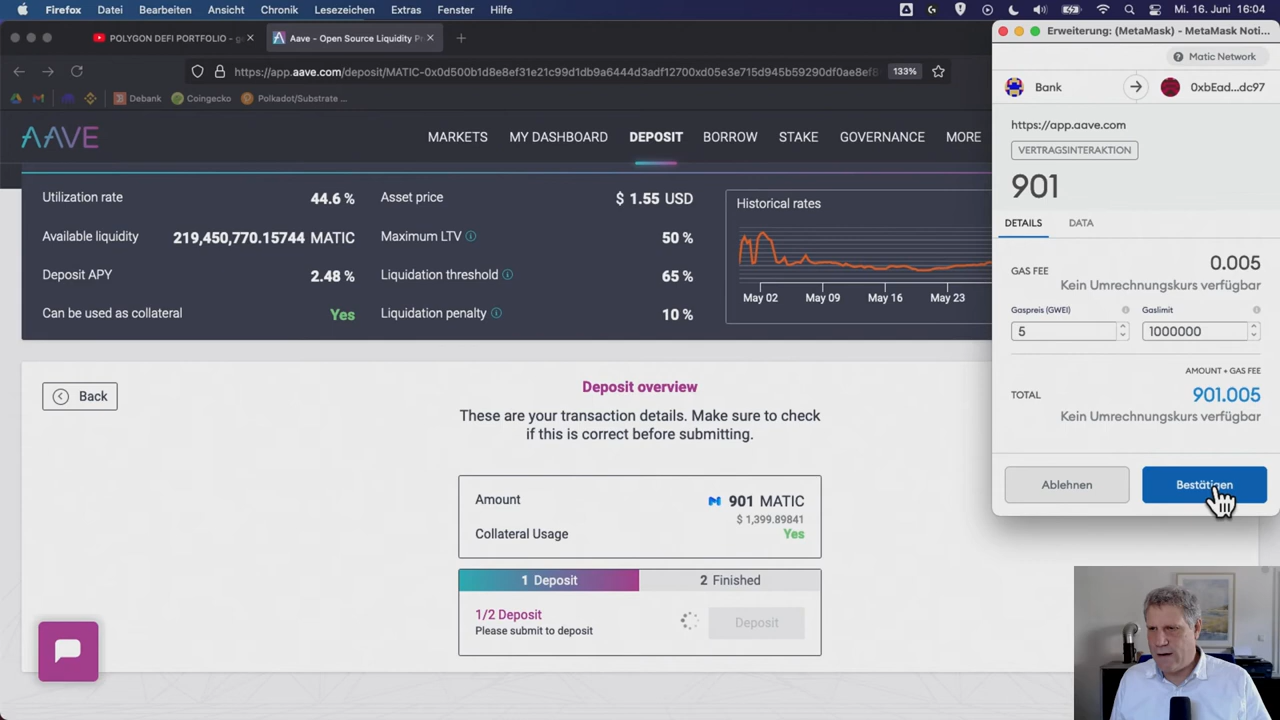 Firefox Datei Bearbeiten Ansicht Chronik Lesezeichen Extras Fenster Hilfe Mi. 16. Juni 16:04
POLYGON DEFI PORTFOLIO - × Aave - Open Source Liquidity P × +
https://app.aave.com/deposit/MATIC-0x0d500b1d8e8ef31e21c99d1db9a6444d3adf12700xd05e3e715d945b59290df0ae8ef8 133%
Debank Coingecko Polkadot/Substrate ...
AAVE MARKETS MY DASHBOARD DEPOSIT BORROW STAKE GOVERNANCE MORE
Utilization rate 44.6 % Asset price $ 1.55 USD Historical rates
Available liquidity 219,450,770.15744 MATIC Maximum LTV 50 %
Deposit APY 2.48 % Liquidation threshold 65 %
May 02 May 09 May 16 May 23
Can be used as collateral Yes Liquidation penalty 10 %
Back
Deposit overview
These are your transaction details. Make sure to check
if this is correct before submitting.
Amount 901 MATIC
$ 1,399.89841
Collateral Usage Yes
1 Deposit 2 Finished
1/2 Deposit
Please submit to deposit
Deposit
Erweiterung: (MetaMask) - MetaMask Noti...
Matic Network
Bank 0xbEad...dc97
https://app.aave.com
VERTRAGSINTERAKTION
901
DETAILS DATA
GAS FEE 0.005
Kein Umrechnungskurs verfügbar
Gaspreis (GWEI) Gaslimit
5 1000000
AMOUNT + GAS FEE
TOTAL 901.005
Kein Umrechnungskurs verfügbar
Ablehnen Bestätigen